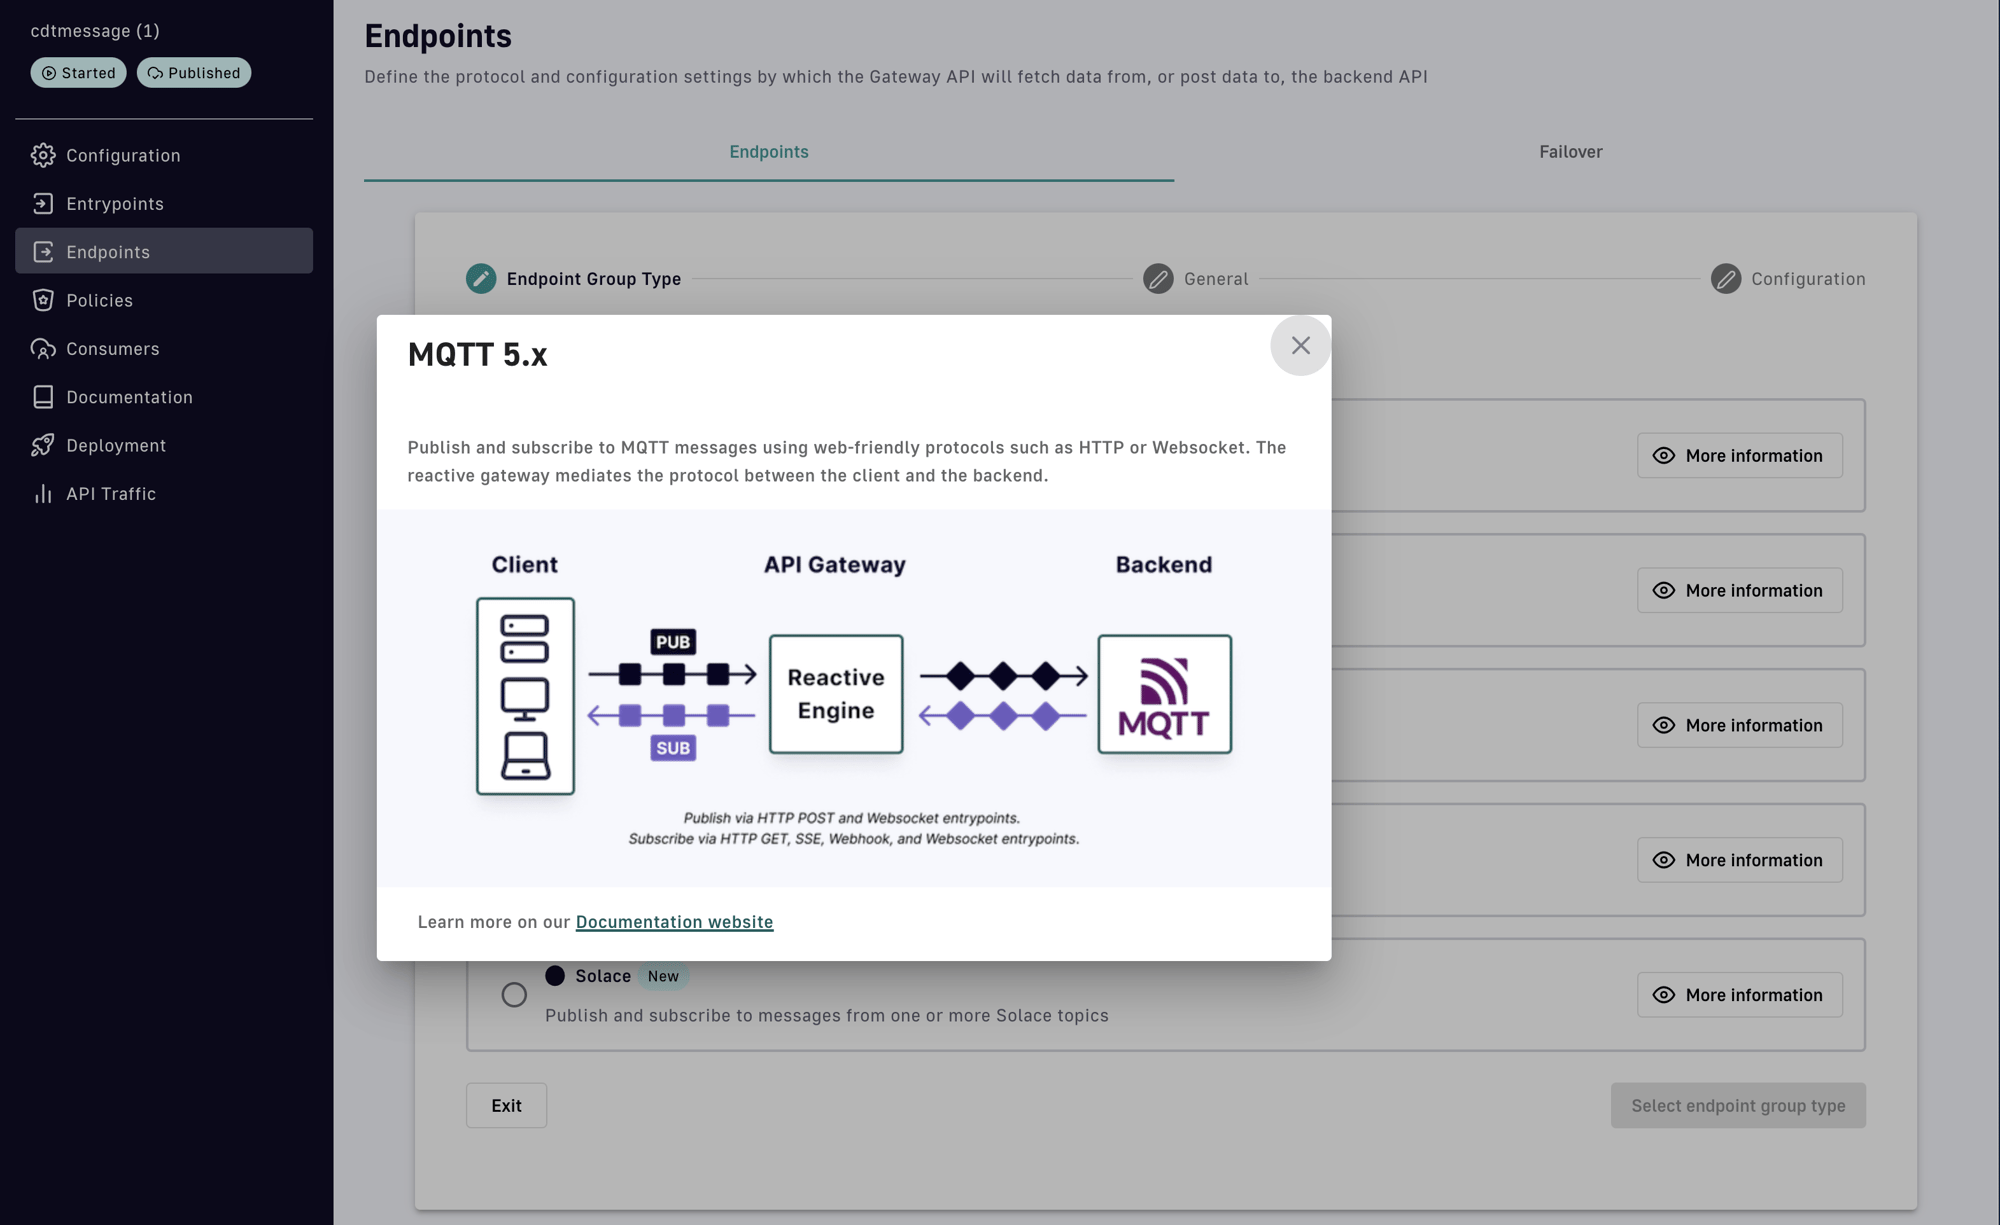 cdtmessage (1)
Started
Published
Configuration
Entrypoints
Endpoints
Policies
Consumers
Documentation
Deployment
API Traffic
Endpoints
Define the protocol and configuration settings by which the Gateway API will fetch data from, or post data to, the backend API
Endpoints
Failover
Endpoint Group Type
General
Configuration
MQTT 5.x
Publish and subscribe to MQTT messages using web-friendly protocols such as HTTP or Websocket. The
reactive gateway mediates the protocol between the client and the backend.
Client
API Gateway
Backend
PUB
SUB
Reactive
Engine
MQTT
Publish via HTTP POST and Websocket entrypoints.
Subscribe via HTTP GET, SSE, Webhook, and Websocket entrypoints.
Learn more on our Documentation website
More information
More information
More information
More information
Solace New
Publish and subscribe to messages from one or more Solace topics
More information
Exit
Select endpoint group type